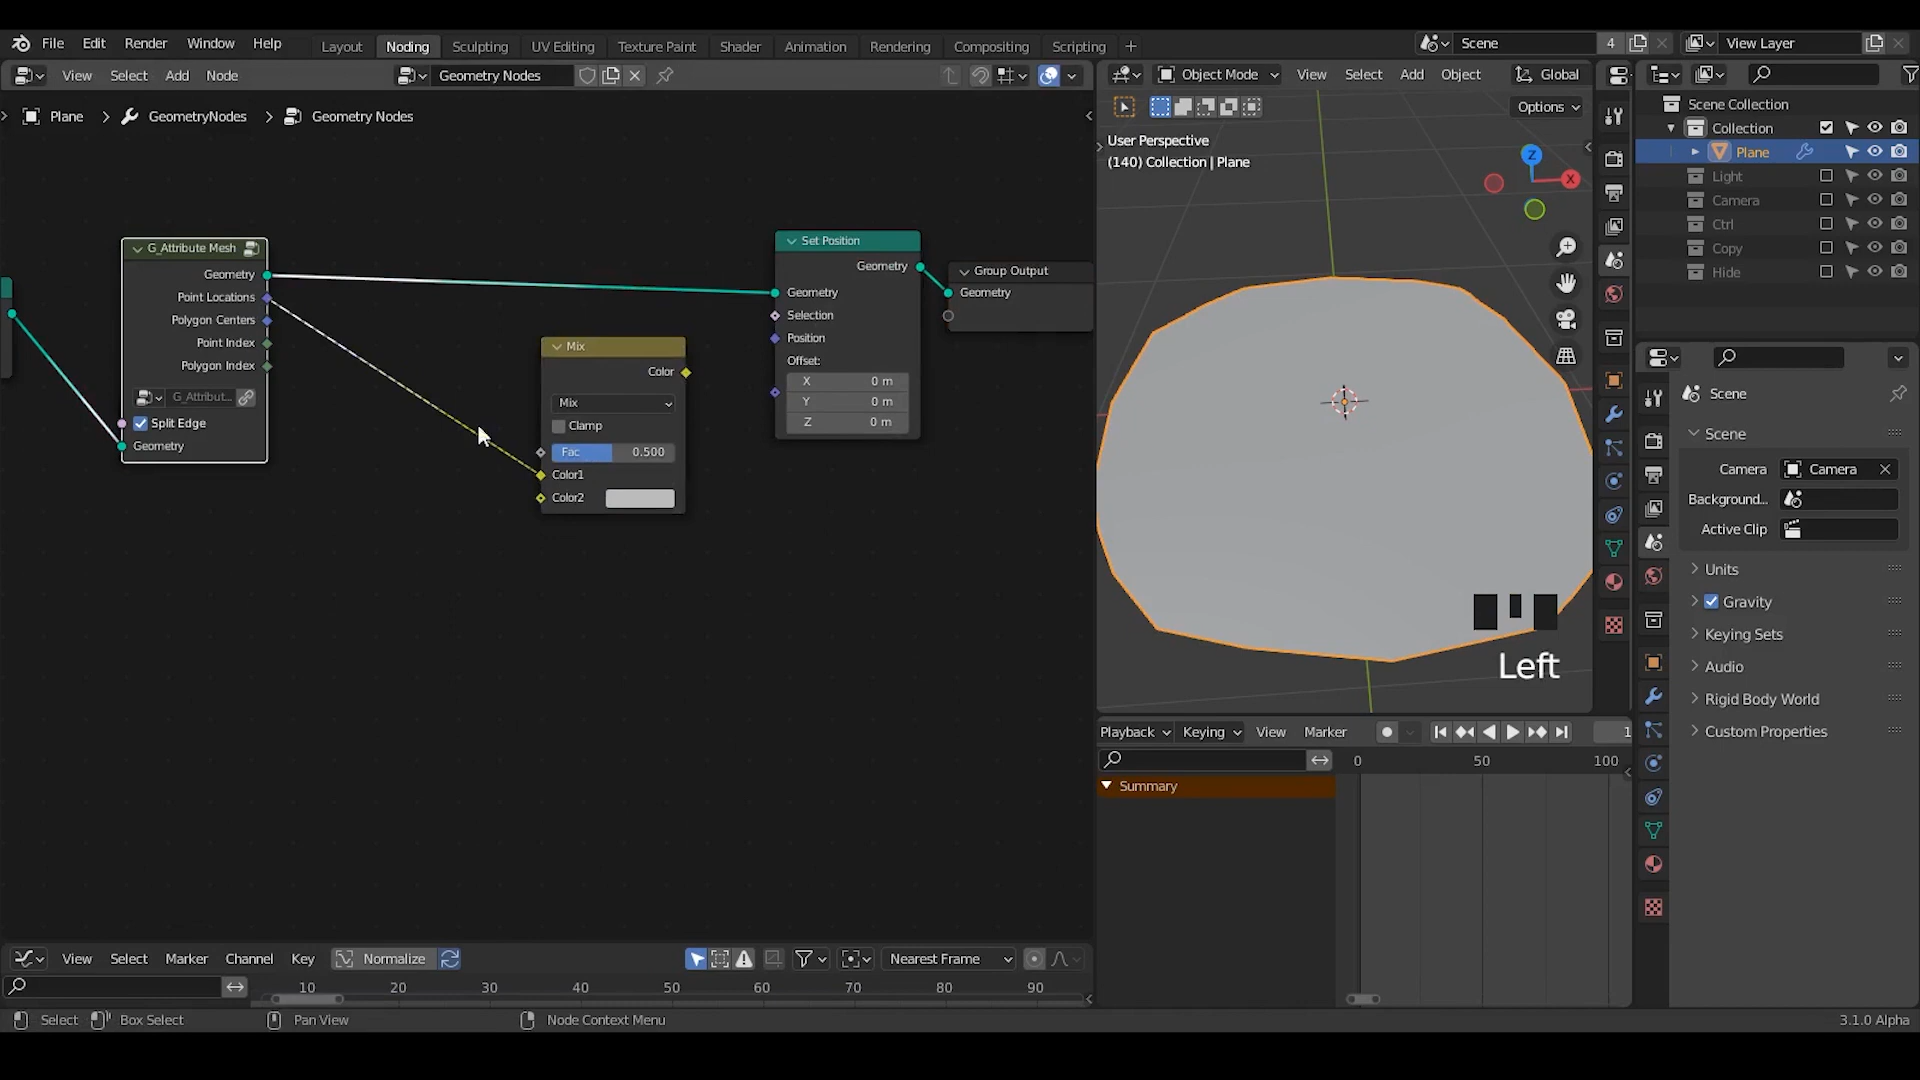 File Edit Render Window Help
Layout Noding Sculpting UV Editing Texture Paint Shader Animation Rendering Compositing Scripting +
Scene 4 View Layer
View Select Add Node Geometry Nodes
Object Mode View Select Add Object Global
Plane > GeometryNodes > Geometry Nodes
Options
User Perspective
(140) Collection | Plane
Z
X
G_Attribute Mesh
Geometry
Point Locations
Polygon Centers
Point Index
Polygon Index
G_Attribut...
Split Edge
Geometry
Mix
Color
Mix
Clamp
Fac 0.500
Color1
Color2
Set Position
Geometry
Geometry
Selection
Position
Offset:
X 0 m
Y 0 m
Z 0 m
Group Output
Geometry
Left
Scene Collection
Collection
Plane
Light
Camera
Ctrl
Copy
Hide
Scene
Scene
Camera Camera
Background...
Active Clip
Units
Gravity
Keying Sets
Audio
Rigid Body World
Custom Properties
Playback Keying View Marker 1
0 50 100
Summary
View Select Marker Channel Key Normalize Nearest Frame
10 20 30 40 50 60 70 80 90
Select Box Select Pan View Node Context Menu 3.1.0 Alpha